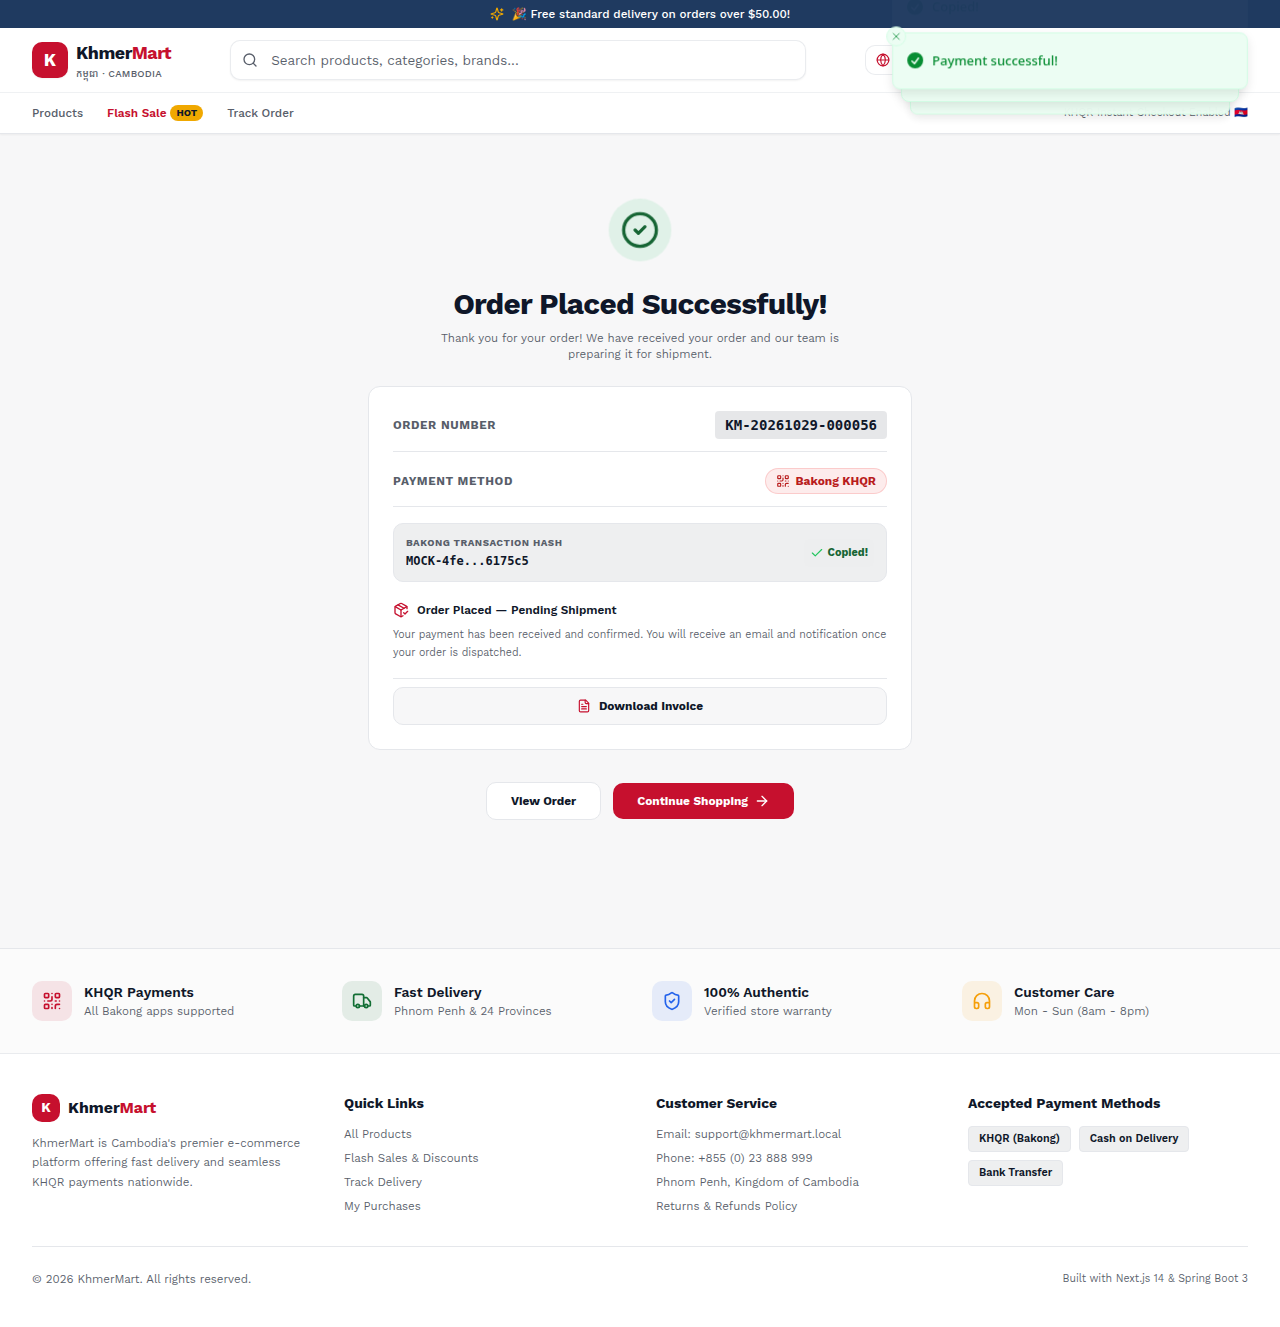 🎉 Free standard delivery on orders over $50.00!
K
KhmerMart
កម្ពុជា · CAMBODIA
Search products, categories, brands...
Payment successful!
Products
Flash Sale HOT
Track Order
KHQR Instant Checkout Enabled 🇰🇭
Order Placed Successfully!
Thank you for your order! We have received your order and our team is
preparing it for shipment.
ORDER NUMBER
KM-20261029-000056
PAYMENT METHOD
Bakong KHQR
BAKONG TRANSACTION HASH
MOCK-4fe...6175c5
Copied!
Order Placed — Pending Shipment
Your payment has been received and confirmed. You will receive an email and notification once
your order is dispatched.
Download Invoice
View Order
Continue Shopping
KHQR Payments
All Bakong apps supported
Fast Delivery
Phnom Penh & 24 Provinces
100% Authentic
Verified store warranty
Customer Care
Mon - Sun (8am - 8pm)
K
KhmerMart
KhmerMart is Cambodia's premier e-commerce
platform offering fast delivery and seamless
KHQR payments nationwide.
Quick Links
All Products
Flash Sales & Discounts
Track Delivery
My Purchases
Customer Service
Email: support@khmermart.local
Phone: +855 (0) 23 888 999
Phnom Penh, Kingdom of Cambodia
Returns & Refunds Policy
Accepted Payment Methods
KHQR (Bakong)
Cash on Delivery
Bank Transfer
© 2026 KhmerMart. All rights reserved.
Built with Next.js 14 & Spring Boot 3